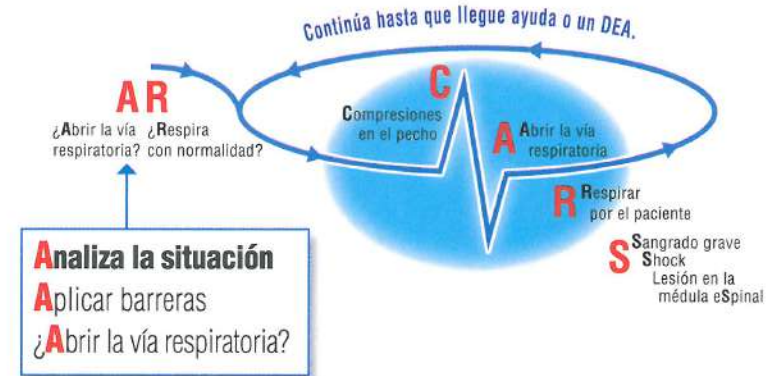 Continúa hasta que llegue ayuda o un DEA.
A R
¿Abrir la vía respiratoria?
¿Respira con normalidad?
C
Compresiones
en el pecho
A
Abrir la vía
respiratoria
R
Respirar
por el paciente
S
Sangrado grave
Shock
Lesión en la
médula eSpinal
Analiza la situación
Aplicar barreras
¿Abrir la vía respiratoria?